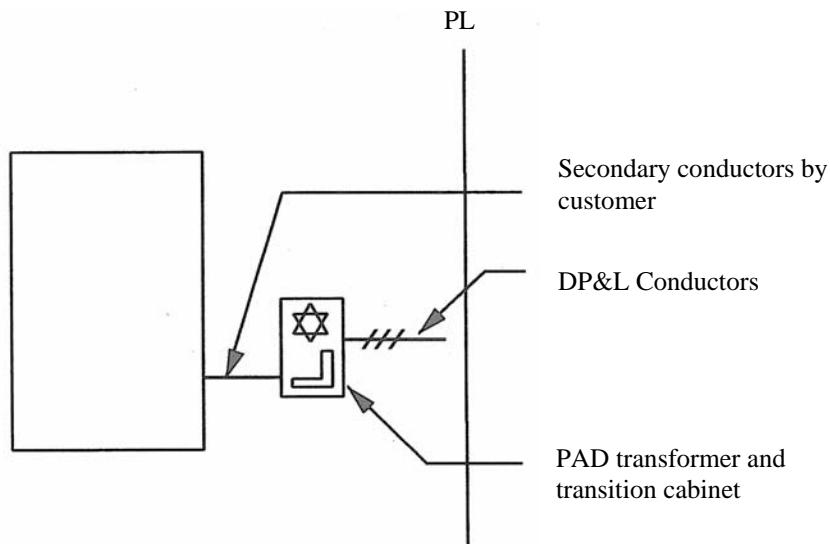 PL
Secondary conductors by
customer
DP&L Conductors
PAD transformer and
transition cabinet